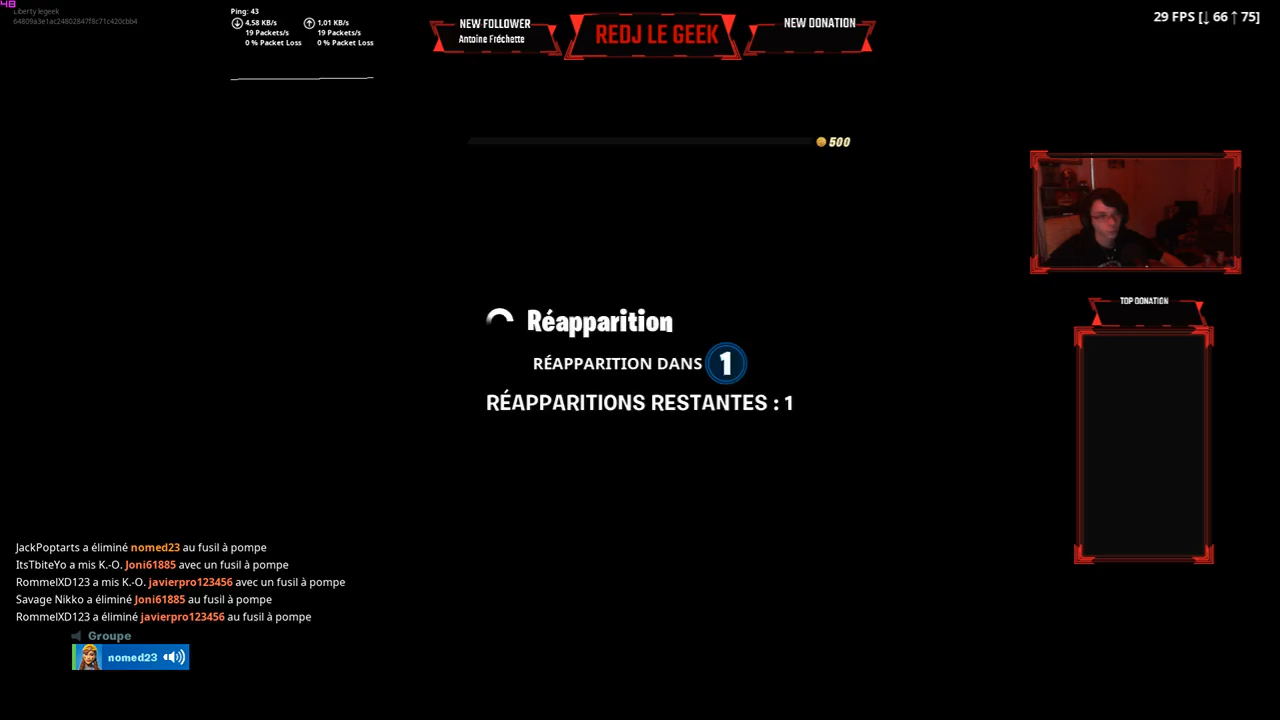 48
Liberty legeek
64809a3e1ac24802847f8c71c420cbb4
Ping: 43
4,58 KB/s
1,01 KB/s
19 Packets/s
19 Packets/s
0 % Packet Loss
0 % Packet Loss
NEW FOLLOWER
Antoine Fréchette
REDJ LE GEEK
NEW DONATION
29 FPS [↓ 66 ↑ 75]
500
TOP DONATION
Réapparition
RÉAPPARITION DANS 1
RÉAPPARITIONS RESTANTES : 1
JackPoptarts a éliminé nomed23 au fusil à pompe
ItsTbiteYo a mis K.-O. Joni61885 avec un fusil à pompe
RommelXD123 a mis K.-O. javierpro123456 avec un fusil à pompe
Savage Nikko a éliminé Joni61885 au fusil à pompe
RommelXD123 a éliminé javierpro123456 au fusil à pompe
Groupe
nomed23